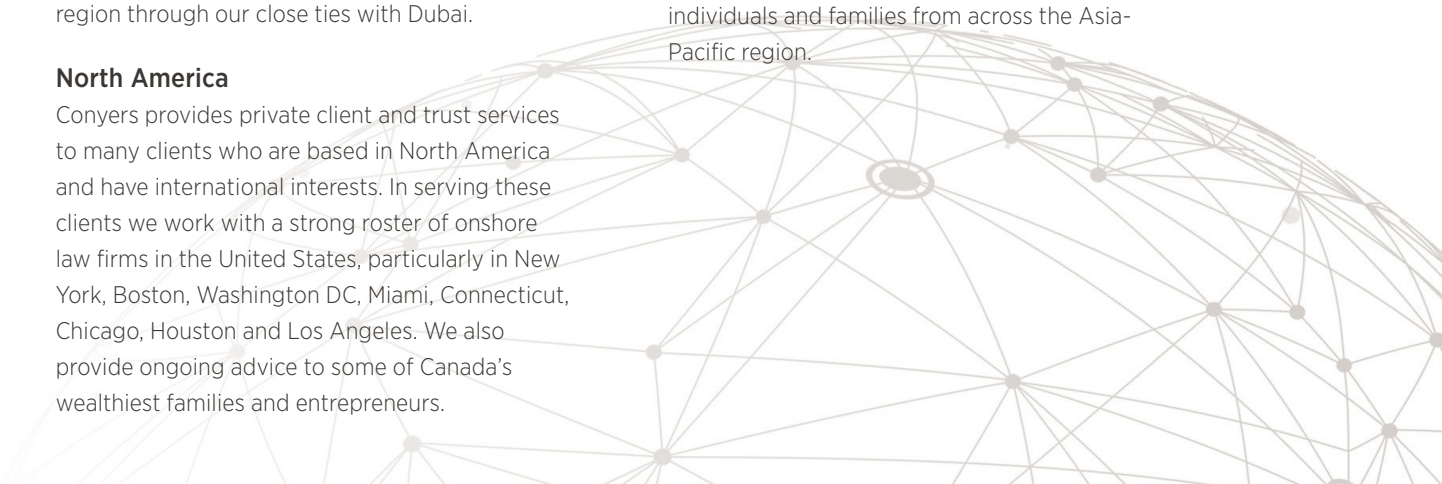 region through our close ties with Dubai.
North America
Conyers provides private client and trust services
to many clients who are based in North America
and have international interests. In serving these
clients we work with a strong roster of onshore
law firms in the United States, particularly in New
York, Boston, Washington DC, Miami, Connecticut,
Chicago, Houston and Los Angeles. We also
provide ongoing advice to some of Canada’s
wealthiest families and entrepreneurs.
individuals and families from across the Asia-
Pacific region.